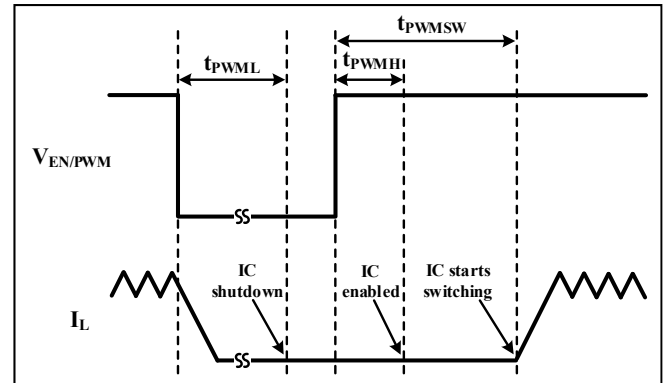 tPWMSW
tPWML
tPWMH
VEN/PWM
IC
shutdown
IC
enabled
IC starts
switching
IL